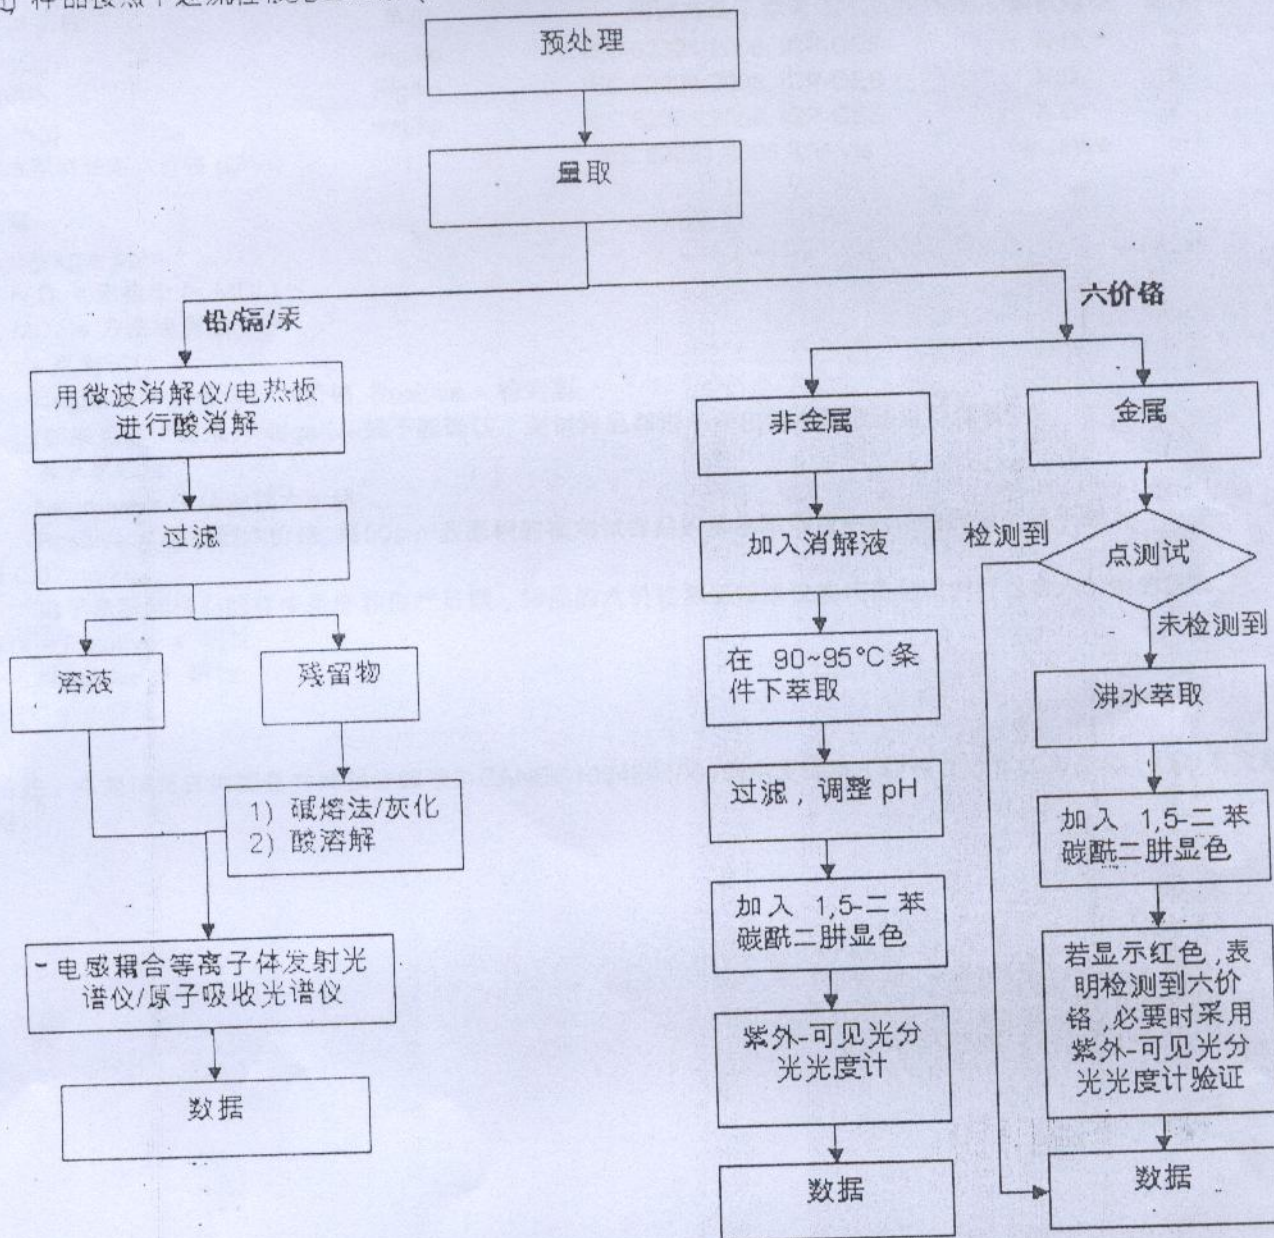 样品按照下述流程
预处理
量取
铅/镉/汞
六价铬
用微波消解仪/电热板
进行酸消解
过滤
溶液
残留物
1) 碱熔法/灰化
2) 酸溶解
电感耦合等离子体发射光
谱仪/原子吸收光谱仪
数据
非金属
加入消解液
在 90~95°C 条
件下萃取
过滤，调整 pH
加入 1,5-二苯
碳酰二肼显色
紫外-可见光分
光光度计
数据
金属
点测试
检测到
未检测到
沸水萃取
加入 1,5-二苯
碳酰二肼显色
若显示红色,表
明检测到六价
铬,必要时采用
紫外-可见光分
光光度计验证
数据